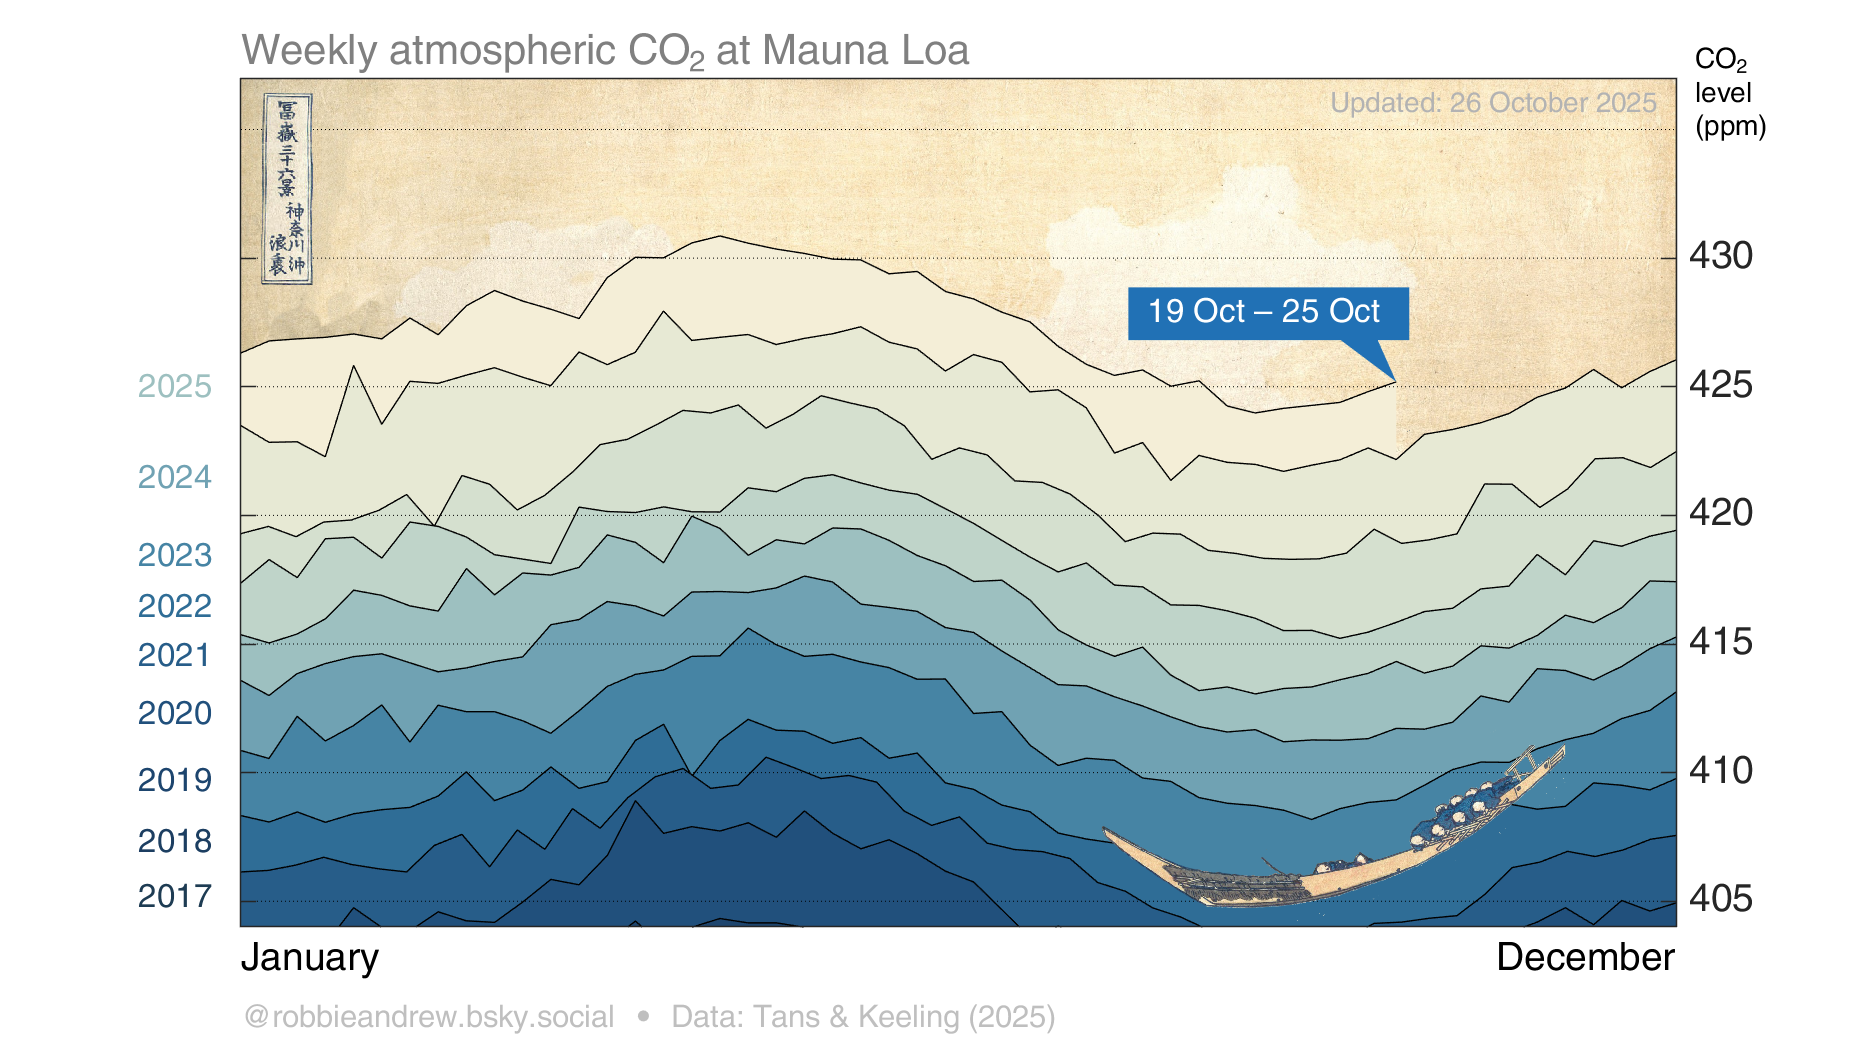 Weekly atmospheric CO₂ at Mauna Loa
CO₂
level
(ppm)
Updated: 26 October 2025
冨嶽三十六景
神奈川沖
浪裏
19 Oct – 25 Oct
430
425
420
415
410
405
2025
2024
2023
2022
2021
2020
2019
2018
2017
January
December
@robbieandrew.bsky.social • Data: Tans & Keeling (2025)